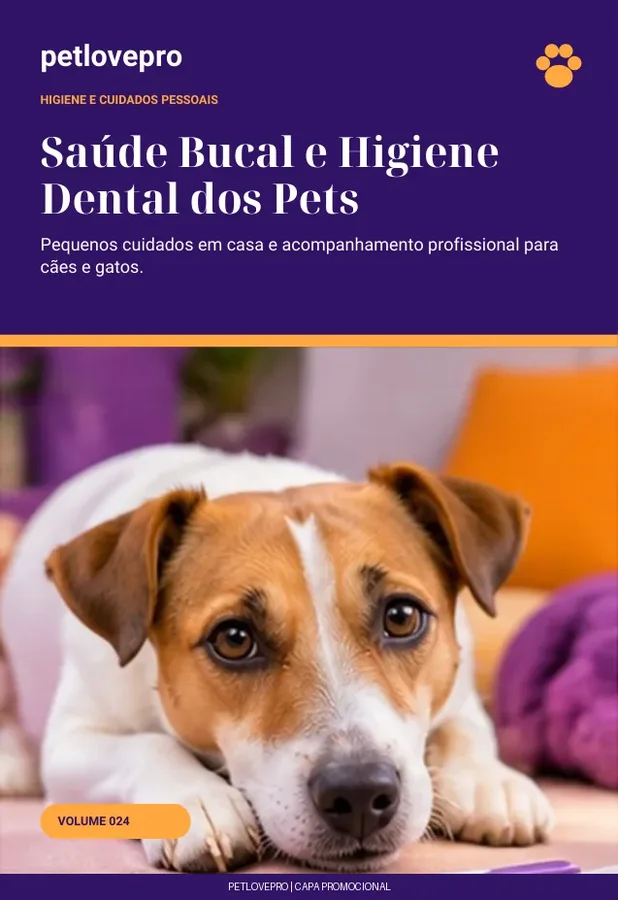 petlovepro
HIGIENE E CUIDADOS PESSOAIS
Saúde Bucal e Higiene
Dental dos Pets
Pequenos cuidados em casa e acompanhamento profissional para
cães e gatos.
VOLUME 024
PETLOVEPRO | CAPA PROMOCIONAL